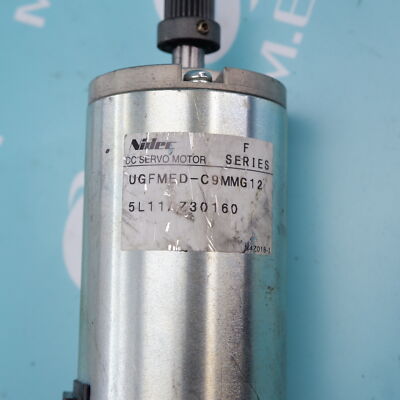 Nidec F
DC SERVO MOTOR SERIES
UGFMED-C9MMG12
5L11AZ30160